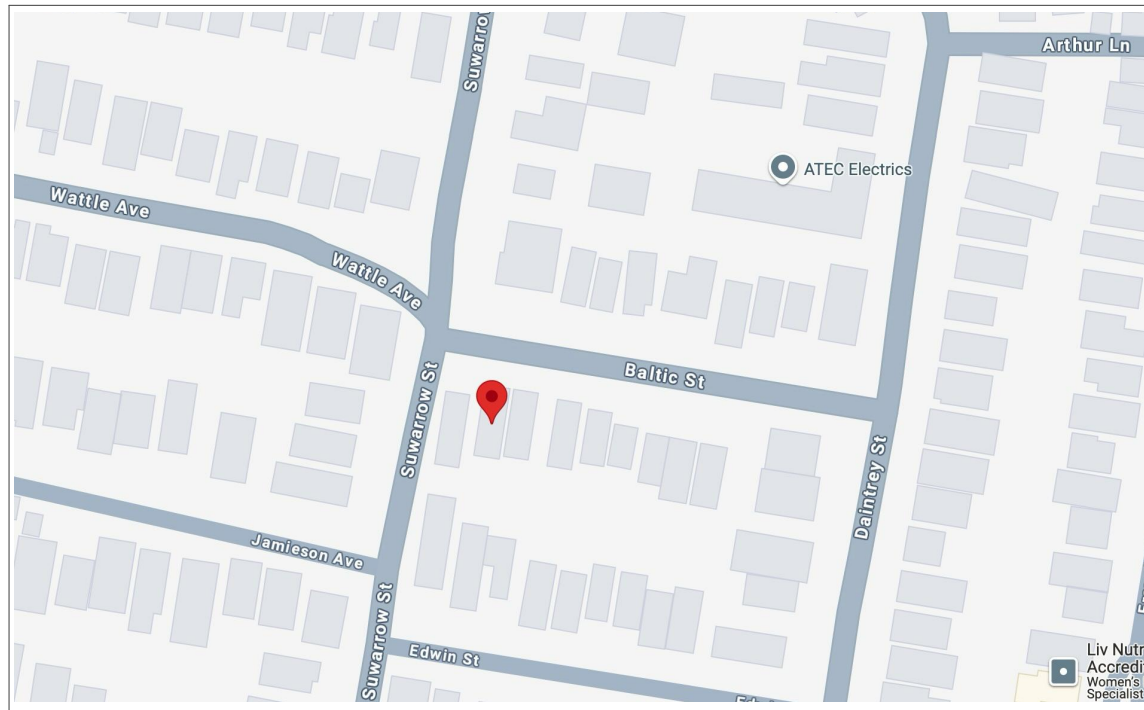 Suwarro
Arthur Ln
ATEC Electrics
Wattle Ave
Wattle Ave
Baltic St
Suwarrow St
Daintrey St
Jamieson Ave
Suwarrow St
Edwin St
Liv Nutr
Accredi
Women's
Specialist